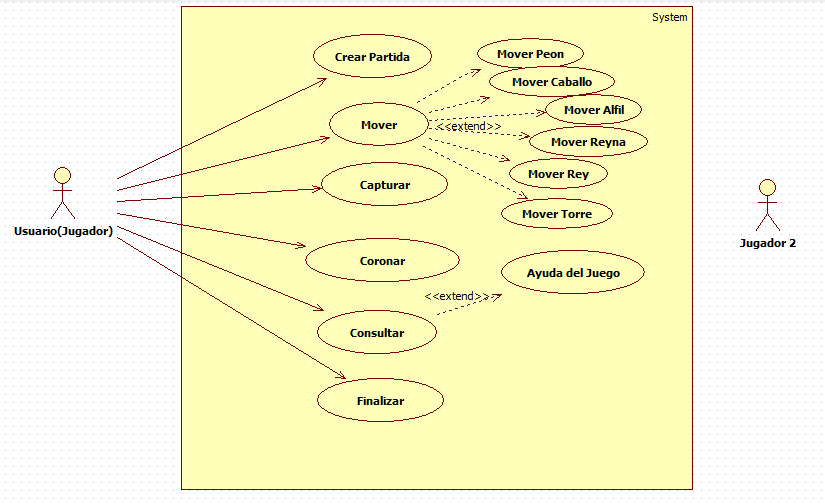 System
Crear Partida
Mover Peon
Mover Caballo
Mover Alfil
Mover
<<extend>>
Mover Reyna
Mover Rey
Capturar
Mover Torre
Usuario(Jugador)
Jugador 2
Coronar
Ayuda del Juego
<<extend>>
Consultar
Finalizar